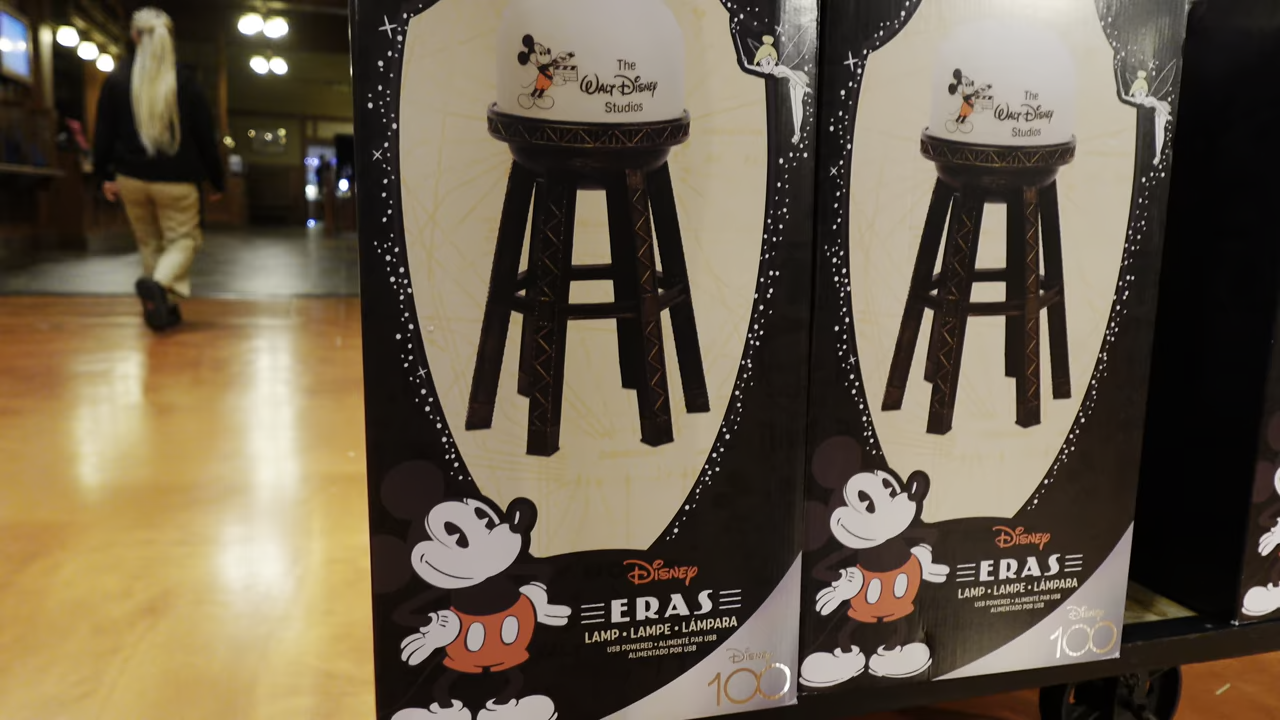 The
WALT DISNEY
Studios
DISNEY
ERAS
LAMP • LAMPE • LÁMPARA
USB POWERED • ALIMENTÉ PAR USB
ALIMENTADO POR USB
Disney
100
The
WALT DISNEY
Studios
DISNEY
ERAS
LAMP • LAMPE • LÁMPARA
USB POWERED • ALIMENTÉ PAR USB
ALIMENTADO POR USB
Disney
100